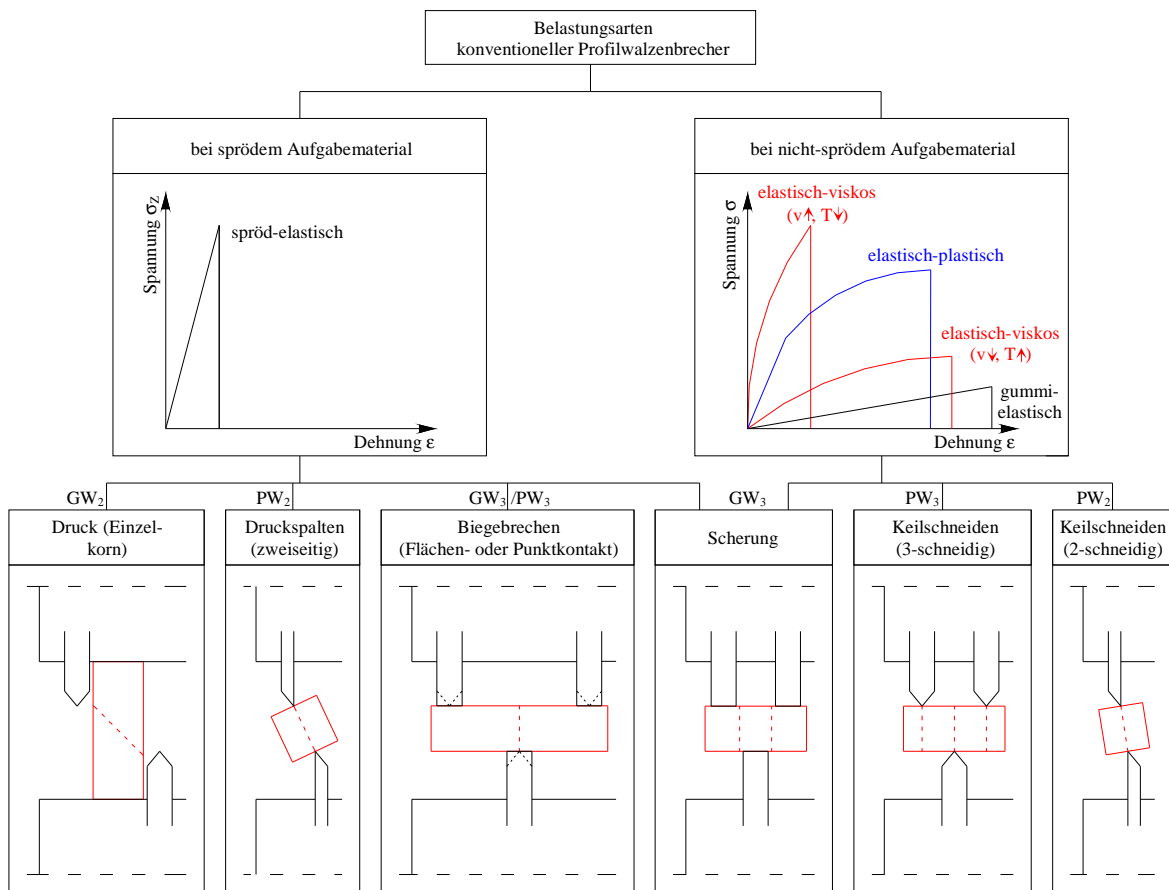 Belastungsarten
konventioneller Profilwalzenbrecher
bei sprödem Aufgabematerial
Spannung σZ
spröd-elastisch
Dehnung ε
bei nicht-sprödem Aufgabematerial
Spannung σ
elastisch-viskos
(v↑, T↓)
elastisch-plastisch
elastisch-viskos
(v↓, T↑)
gummi-
elastisch
Dehnung ε
GW2
Druck (Einzel-
korn)
PW2
Druckspalten
(zweiseitig)
GW3/PW3
Biegebrechen
(Flächen- oder Punktkontakt)
GW3
Scherung
PW3
Keilschneiden
(3-schneidig)
PW2
Keilschneiden
(2-schneidig)